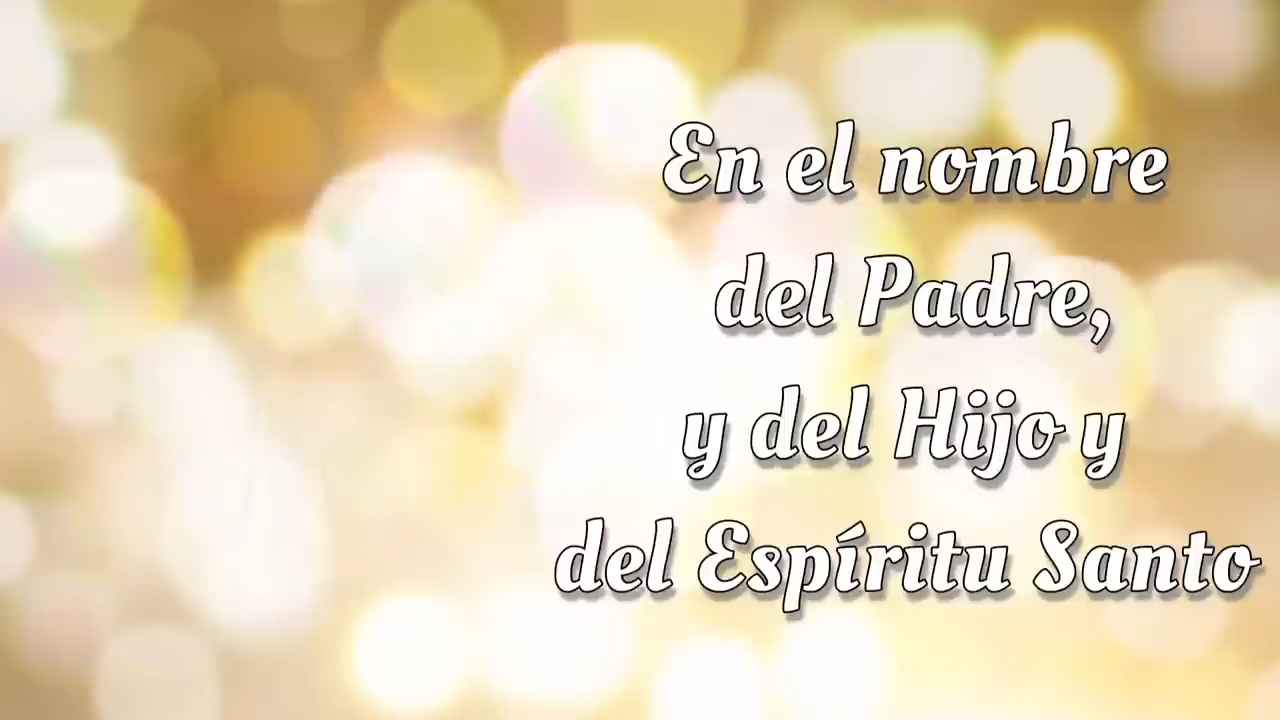 En el nombre
del Padre,
y del Hijo y
del Espíritu Santo